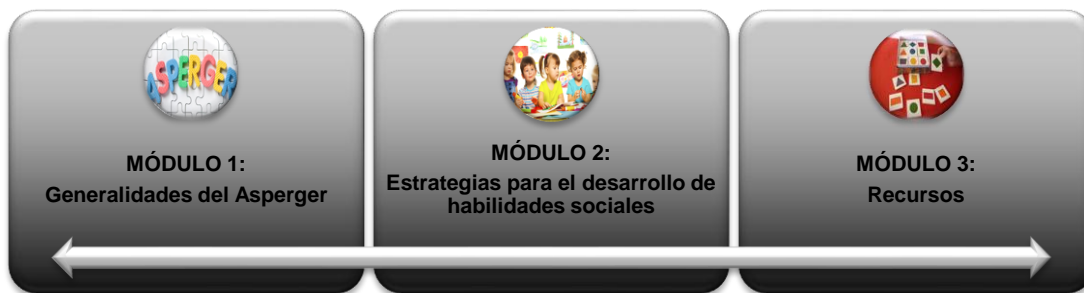 ASPERGER
MÓDULO 1:
Generalidades del Asperger
MÓDULO 2:
Estrategias para el desarrollo de
habilidades sociales
MÓDULO 3:
Recursos